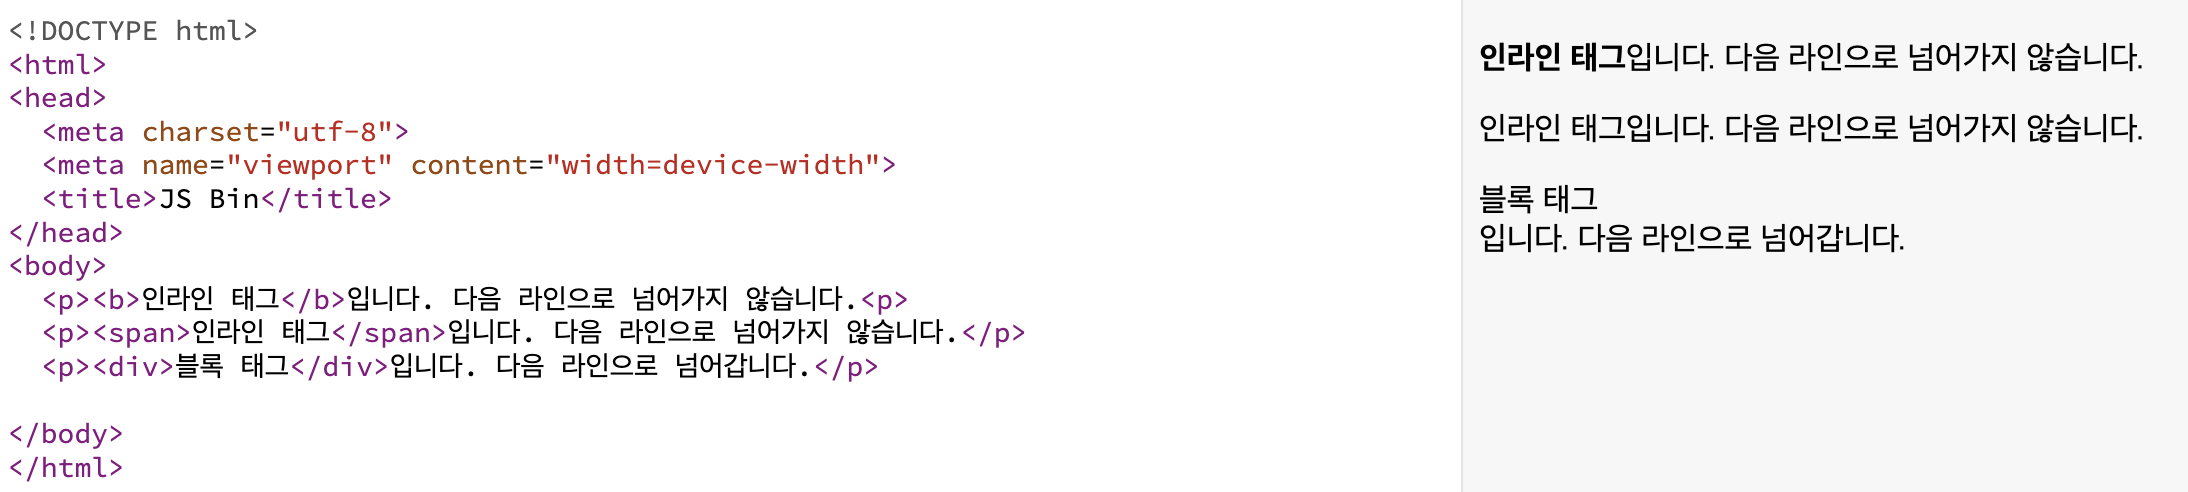 <!DOCTYPE html>
<html>
<head>
  <meta charset="utf-8">
  <meta name="viewport" content="width=device-width">
  <title>JS Bin</title>
</head>
<body>
  <p><b>인라인 태그</b>입니다. 다음 라인으로 넘어가지 않습니다.<p>
  <p><span>인라인 태그</span>입니다. 다음 라인으로 넘어가지 않습니다.</p>
  <p><div>블록 태그</div>입니다. 다음 라인으로 넘어갑니다.</p>
</body>
</html>
인라인 태그입니다. 다음 라인으로 넘어가지 않습니다.
인라인 태그입니다. 다음 라인으로 넘어가지 않습니다.
블록 태그
입니다. 다음 라인으로 넘어갑니다.